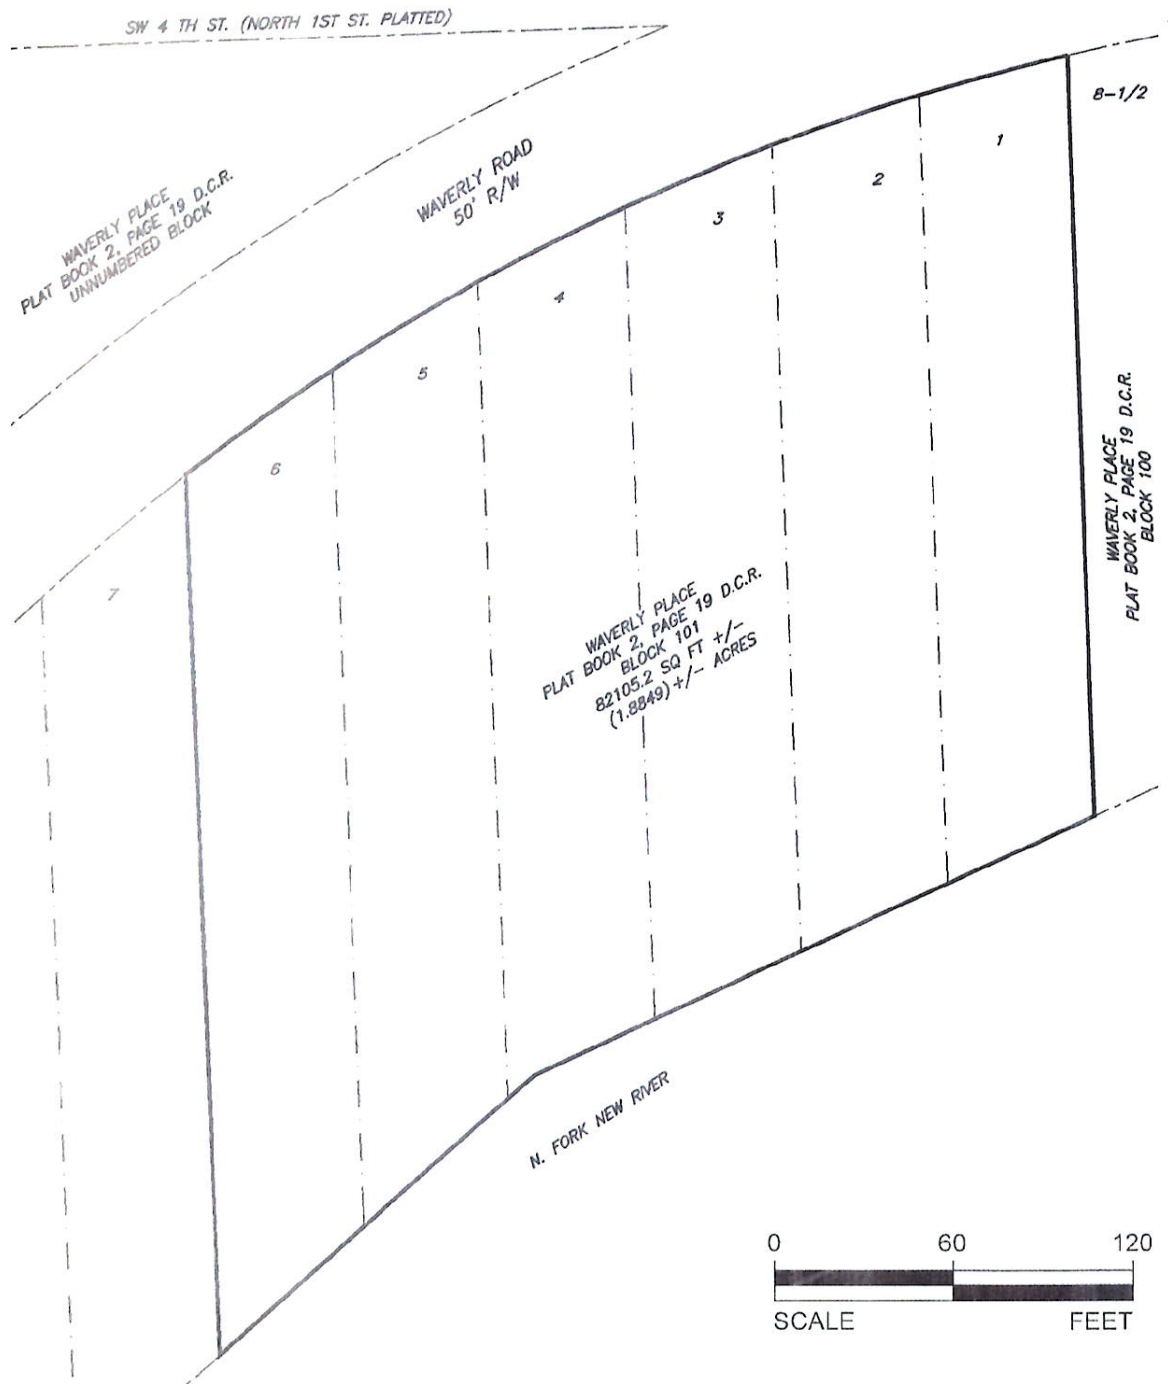 SW 4 TH ST. (NORTH 1ST ST. PLATTED)
8-1/2
1
2
3
4
5
6
7
WAVERLY ROAD
50' R/W
WAVERLY PLACE
PLAT BOOK 2, PAGE 19 D.C.R.
UNNUMBERED BLOCK
WAVERLY PLACE
PLAT BOOK 2, PAGE 19 D.C.R.
BLOCK 100
WAVERLY PLACE
PLAT BOOK 2, PAGE 19 D.C.R.
BLOCK 101
82105.2 SQ FT +/-
(1.8849) +/- ACRES
N. FORK NEW RIVER
0 60 120
SCALE FEET